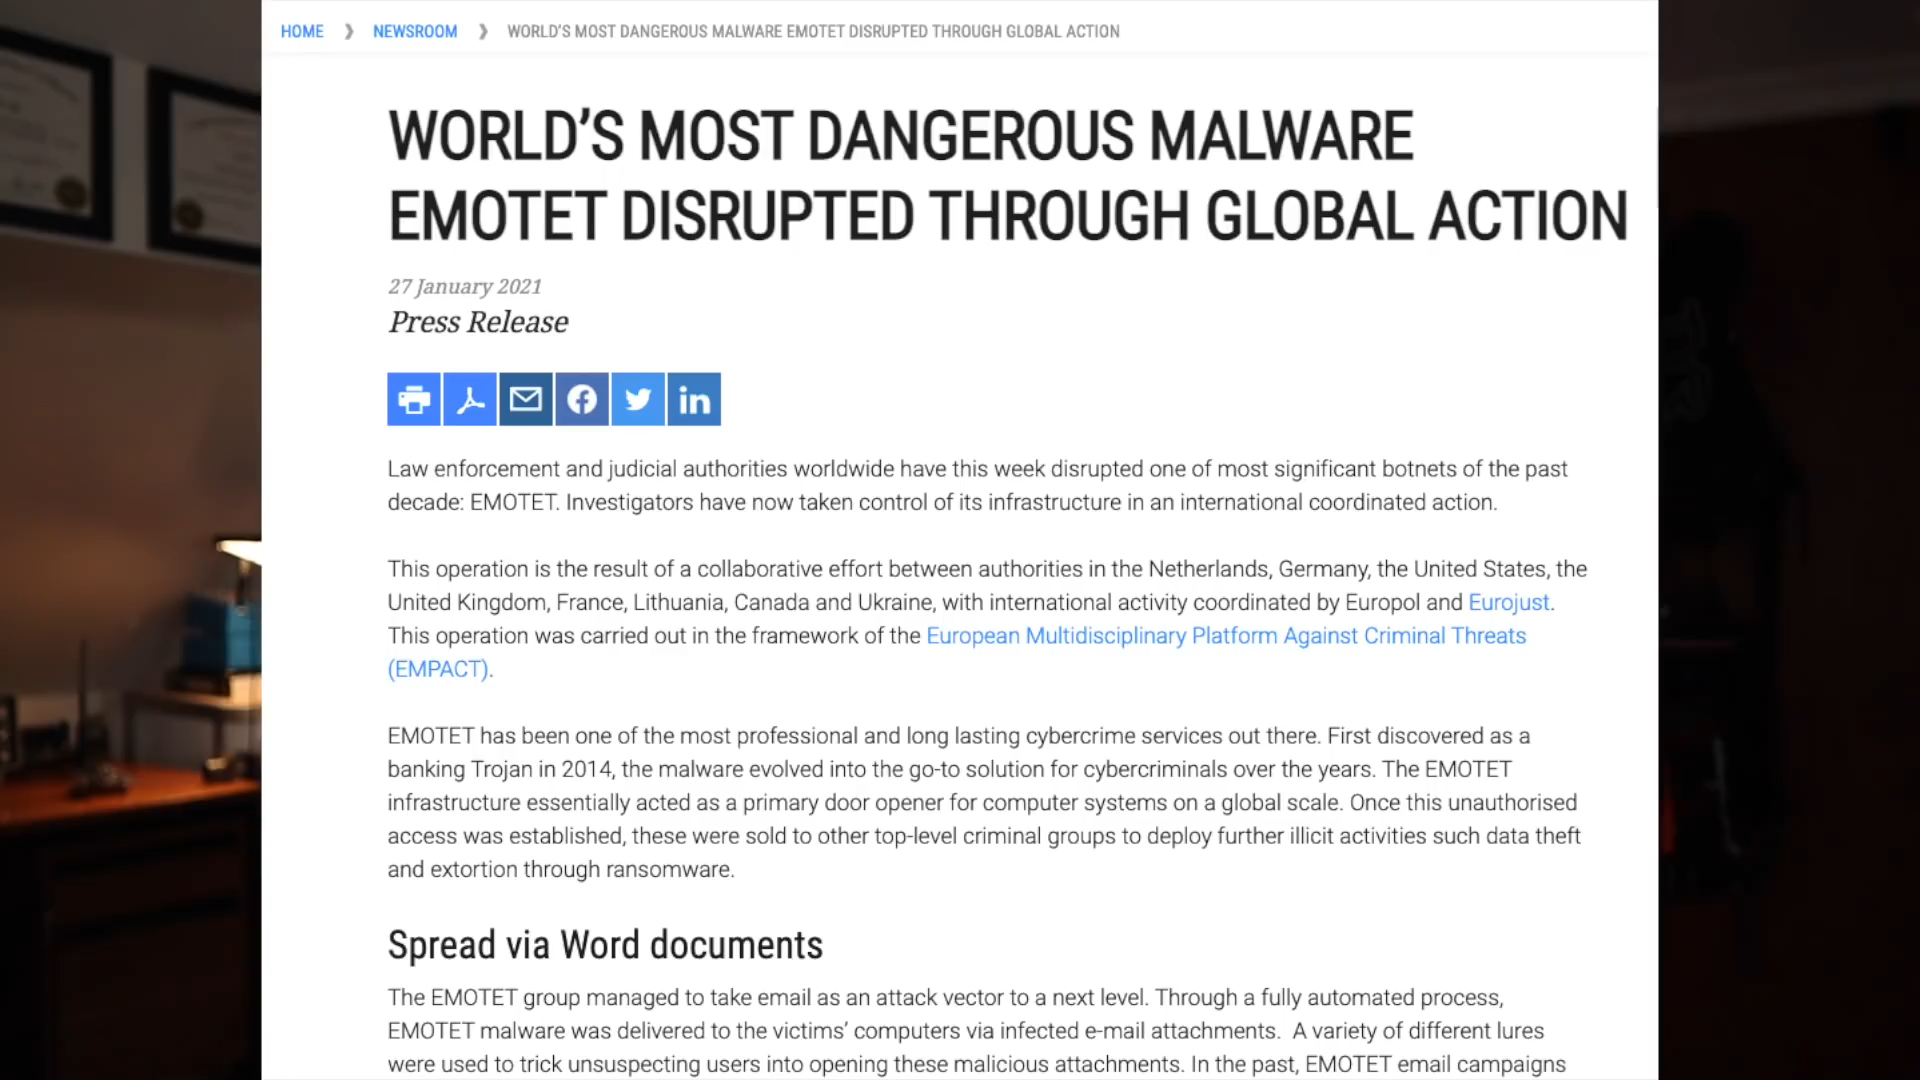 HOME ❯ NEWSROOM ❯ WORLD'S MOST DANGEROUS MALWARE EMOTET DISRUPTED THROUGH GLOBAL ACTION
WORLD'S MOST DANGEROUS MALWARE
EMOTET DISRUPTED THROUGH GLOBAL ACTION
27 January 2021
Press Release
Law enforcement and judicial authorities worldwide have this week disrupted one of most significant botnets of the past
decade: EMOTET. Investigators have now taken control of its infrastructure in an international coordinated action.
This operation is the result of a collaborative effort between authorities in the Netherlands, Germany, the United States, the
United Kingdom, France, Lithuania, Canada and Ukraine, with international activity coordinated by Europol and Eurojust.
This operation was carried out in the framework of the European Multidisciplinary Platform Against Criminal Threats
(EMPACT).
EMOTET has been one of the most professional and long lasting cybercrime services out there. First discovered as a
banking Trojan in 2014, the malware evolved into the go-to solution for cybercriminals over the years. The EMOTET
infrastructure essentially acted as a primary door opener for computer systems on a global scale. Once this unauthorised
access was established, these were sold to other top-level criminal groups to deploy further illicit activities such data theft
and extortion through ransomware.
Spread via Word documents
The EMOTET group managed to take email as an attack vector to a next level. Through a fully automated process,
EMOTET malware was delivered to the victims' computers via infected e-mail attachments. A variety of different lures
were used to trick unsuspecting users into opening these malicious attachments. In the past, EMOTET email campaigns